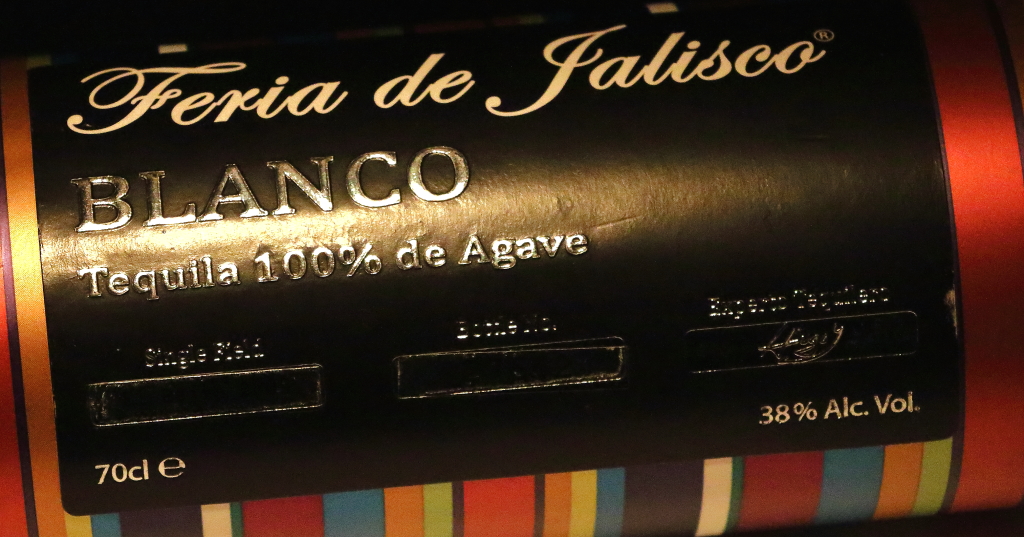 Feria de Jalisco®
BLANCO
Tequila 100% de Agave
Single Field
Bottle No.
Experto Tequilero
38% Alc. Vol.
70cl ℮